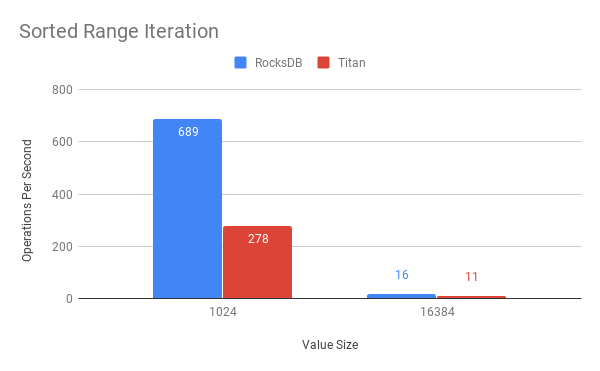 Sorted Range Iteration
RocksDB Titan
800
600
400
200
0
Operations Per Second
689
278
16
11
1024
16384
Value Size